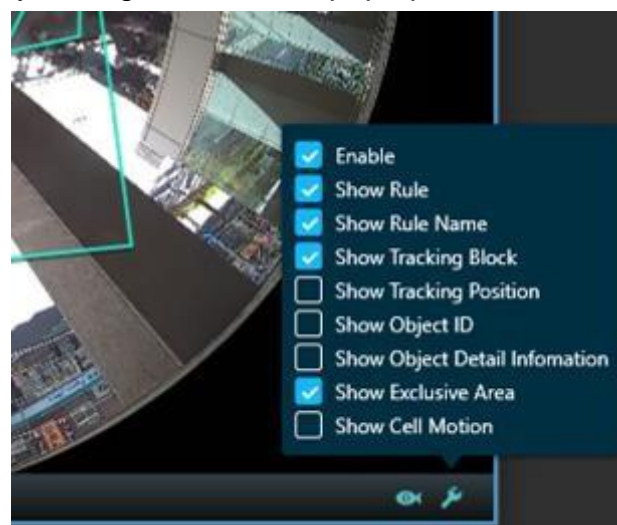 Enable
Show Rule
Show Rule Name
Show Tracking Block
Show Tracking Position
Show Object ID
Show Object Detail Infomation
Show Exclusive Area
Show Cell Motion